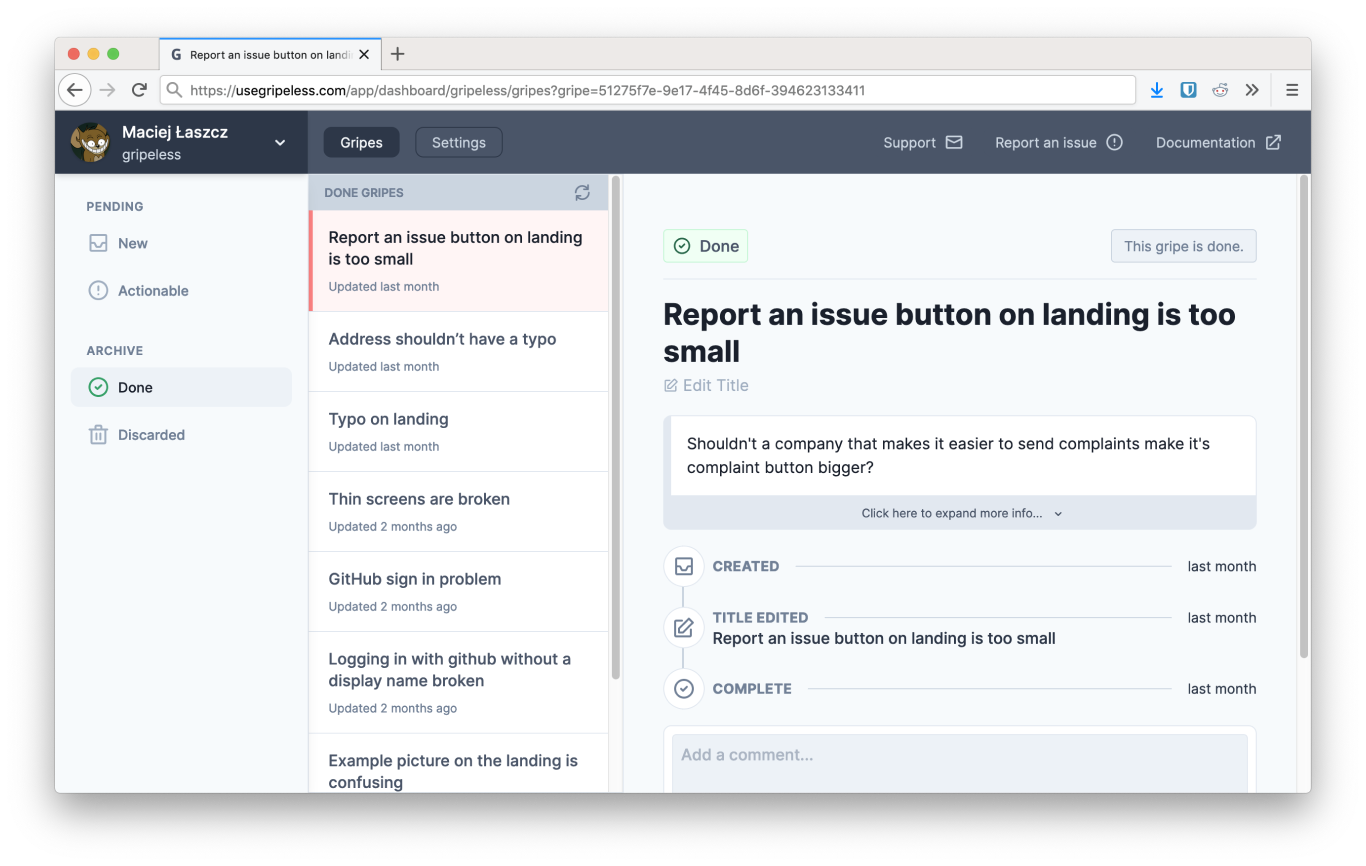 G Report an issue button on landi
https://usegripeless.com/app/dashboard/gripeless/gripes?gripe=51275f7e-9e17-4f45-8d6f-394623133411
Maciej Łaszcz
gripeless
Gripes
Settings
Support
Report an issue
Documentation
PENDING
New
Actionable
ARCHIVE
Done
Discarded
DONE GRIPES
Report an issue button on landing
is too small
Updated last month
Address shouldn’t have a typo
Updated last month
Typo on landing
Updated last month
Thin screens are broken
Updated 2 months ago
GitHub sign in problem
Updated 2 months ago
Logging in with github without a
display name broken
Updated 2 months ago
Example picture on the landing is
confusing
Done
This gripe is done.
Report an issue button on landing is too
small
Edit Title
Shouldn't a company that makes it easier to send complaints make it's
complaint button bigger?
Click here to expand more info...
CREATED last month
TITLE EDITED last month
Report an issue button on landing is too small
COMPLETE last month
Add a comment...